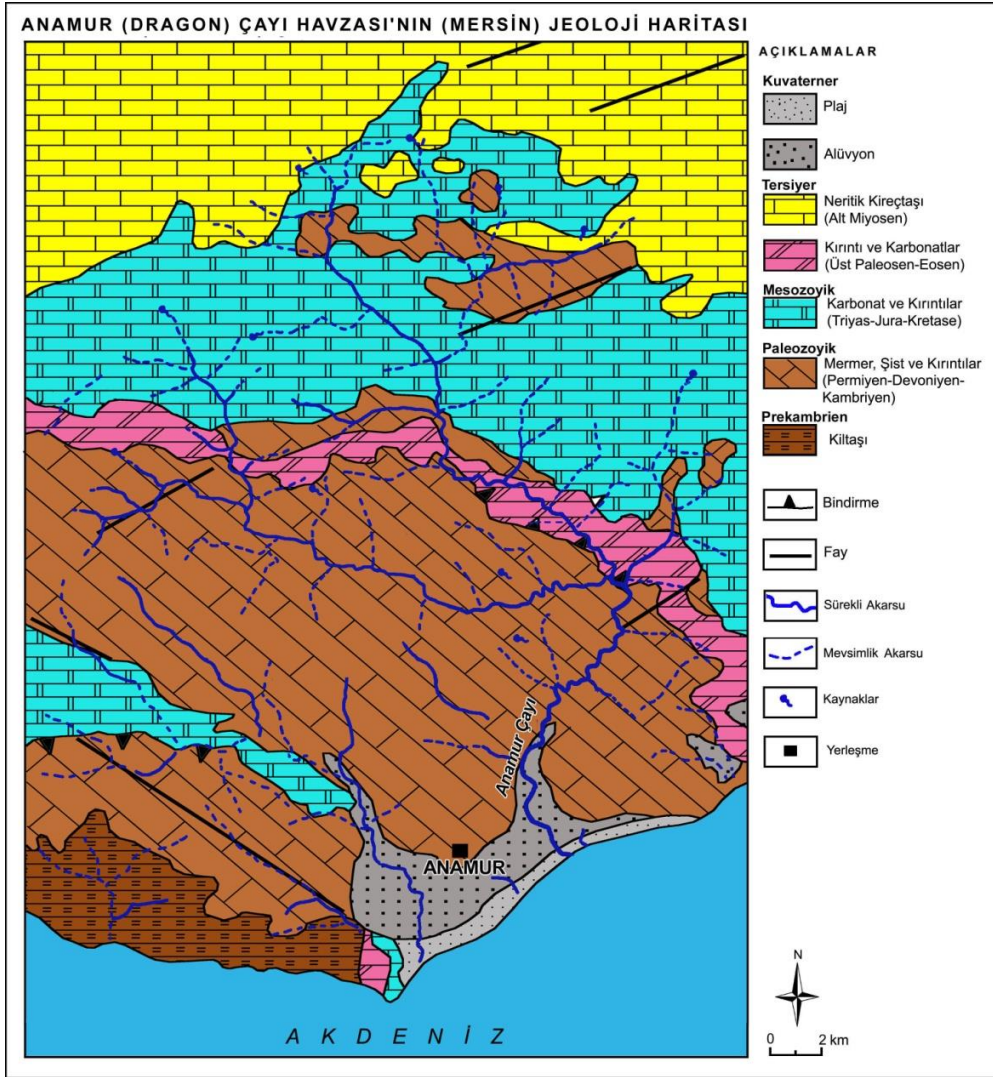 ANAMUR (DRAGON) ÇAYI HAVZASI'NIN (MERSİN) JEOLOJİ HARİTASI
AÇIKLAMALAR
Kuvaterner
Plaj
Alüvyon
Tersiyer
Neritik Kireçtaşı
(Alt Miyosen)
Kırıntı ve Karbonatlar
(Üst Paleosen-Eosen)
Mesozoyik
Karbonat ve Kırıntılar
(Triyas-Jura-Kretase)
Paleozoyik
Mermer, Şist ve Kırıntılar
(Permiyen-Devoniyen-
Kambriyen)
Prekambrien
Kiltaşı
Bindirme
Fay
Sürekli Akarsu
Mevsimlik Akarsu
Kaynaklar
Yerleşme
Anamur Çayı
ANAMUR
AKDENİZ
N
0 2 km